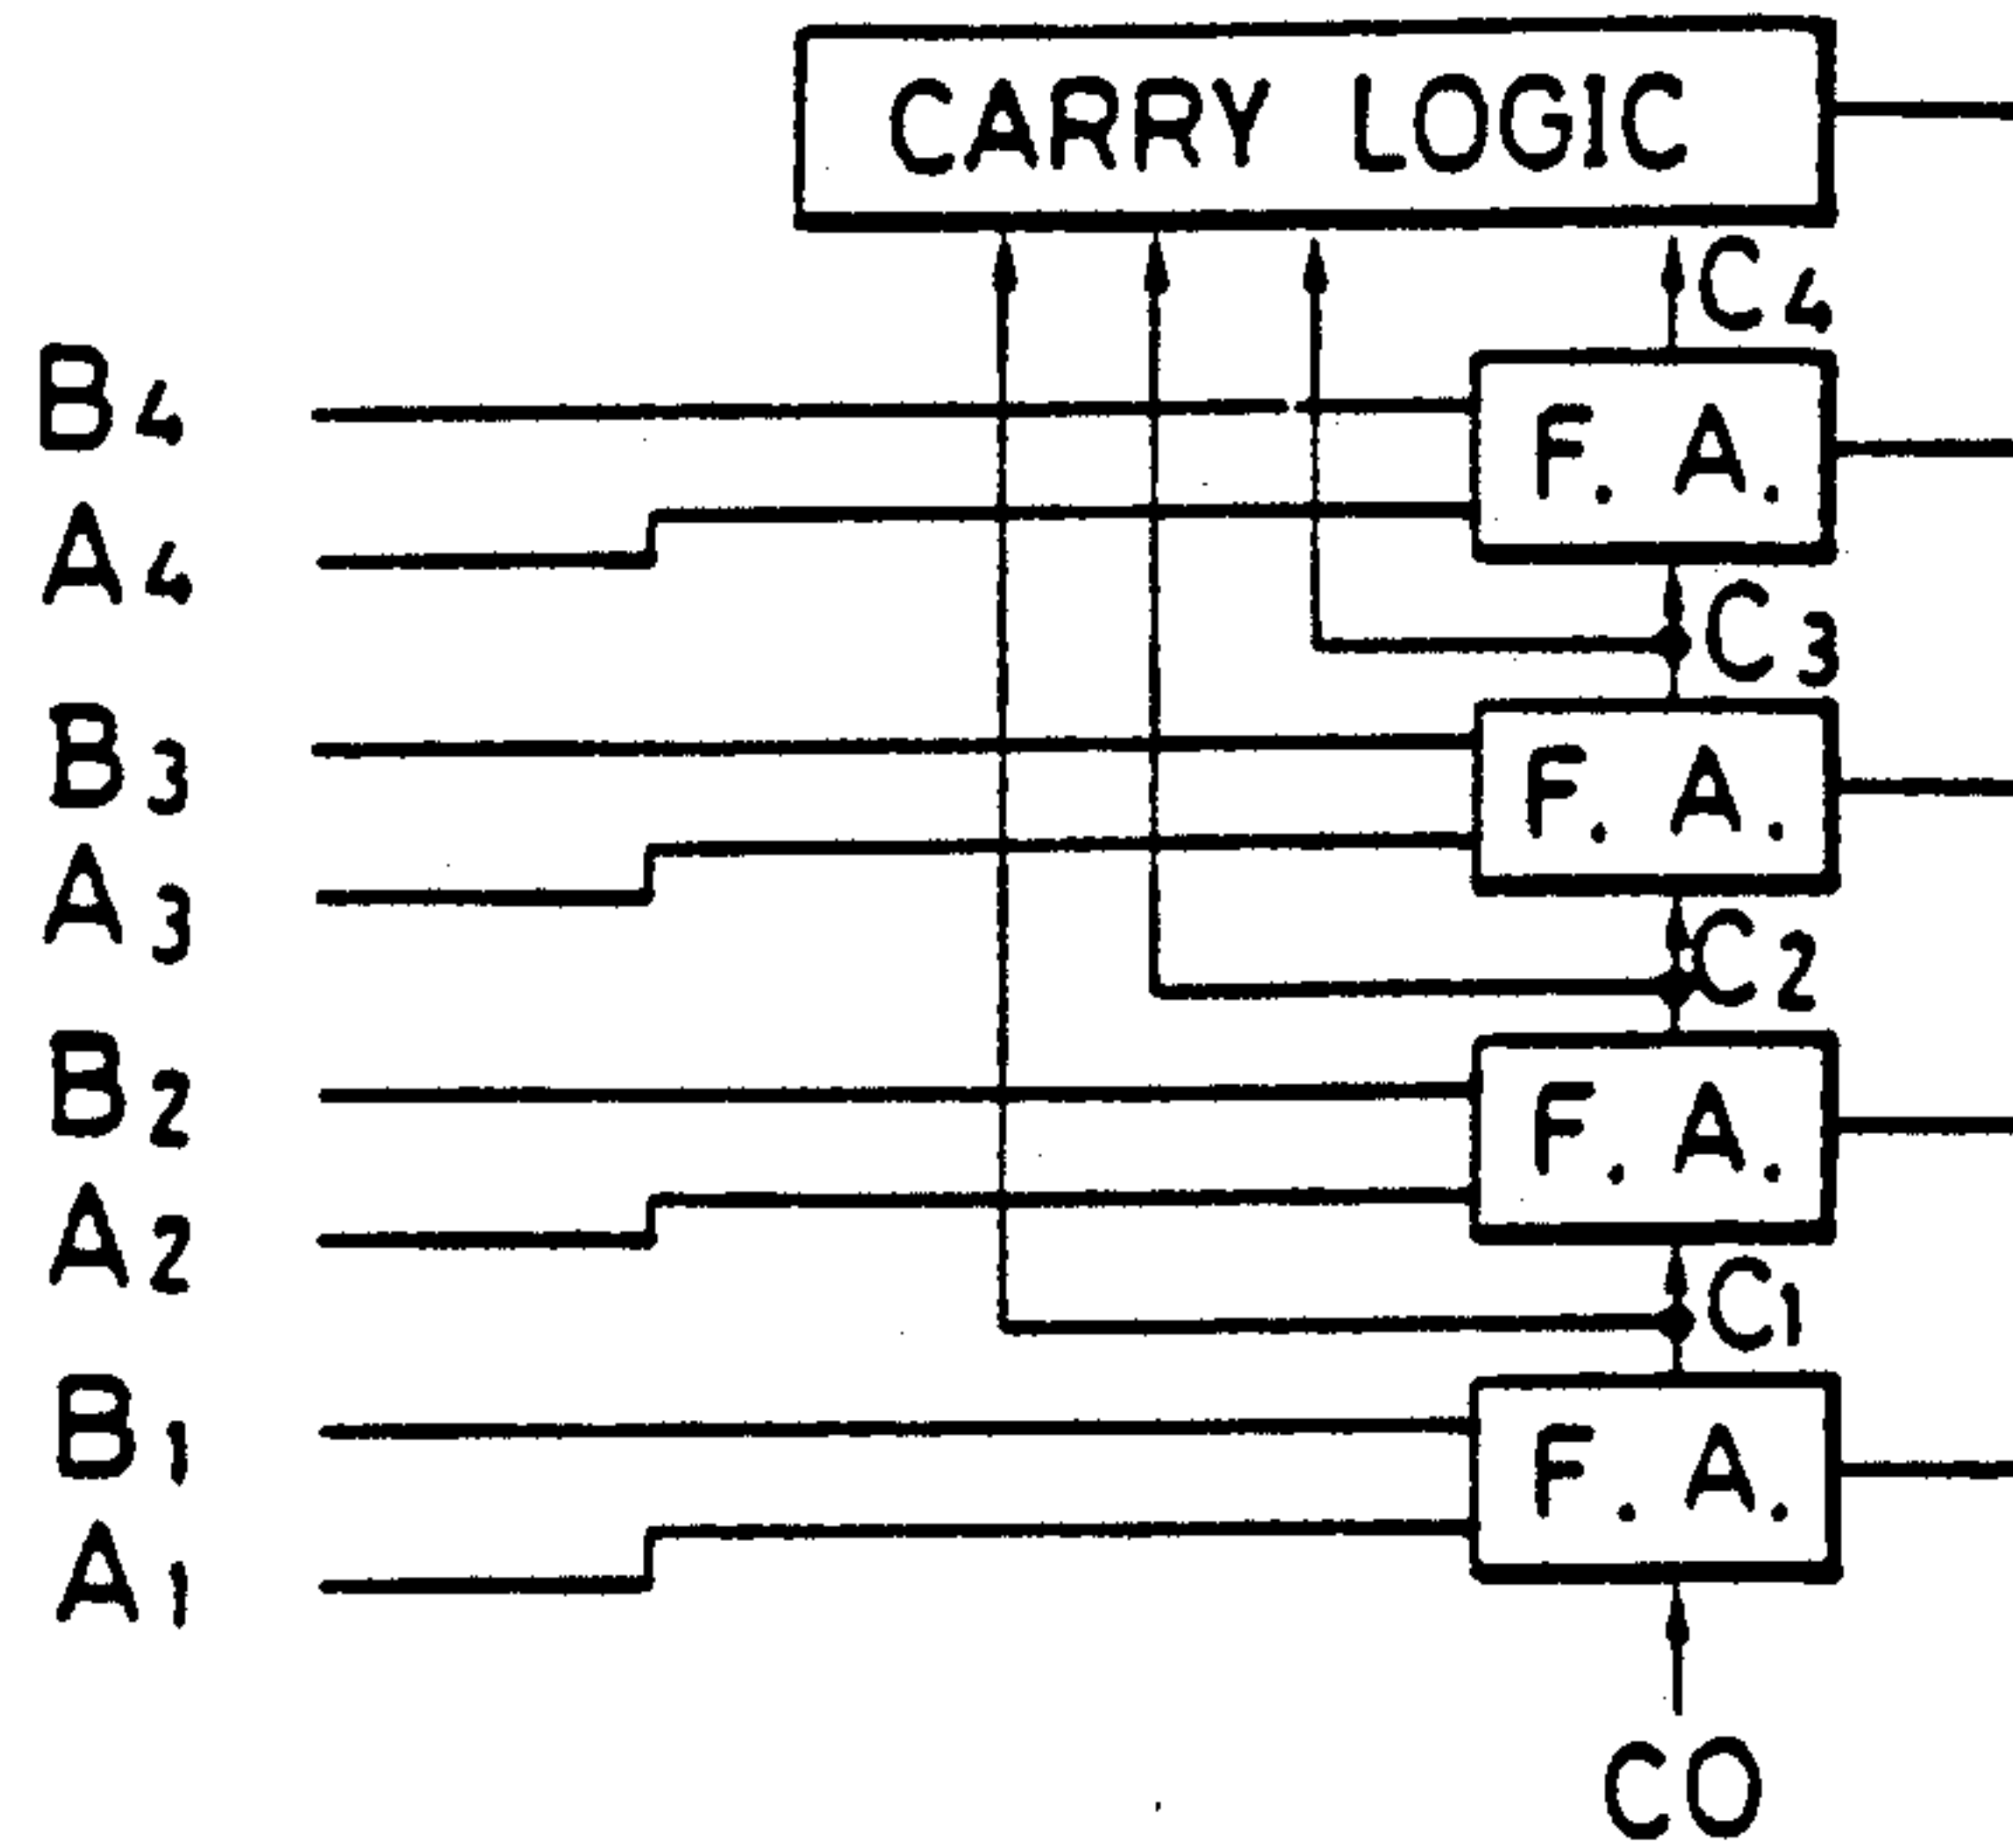 CARRY LOGIC
C4
B4
F. A.
A4
C3
B3
F. A.
A3
C2
B2
F. A.
A2
C1
B1
F. A.
A1
CO